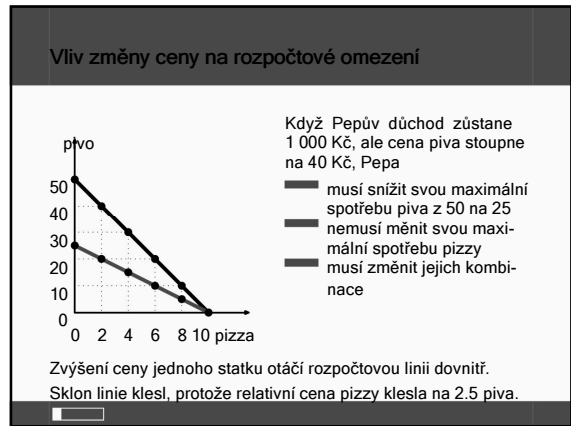 Vliv změny ceny na rozpočtové omezení
pivo
50
40
30
20
10
0
0 2 4 6 8 10 pizza
Když Pepův důchod zůstane
1 000 Kč, ale cena piva stoupne
na 40 Kč, Pepa
musí snížit svou maximální
spotřebu piva z 50 na 25
nemusí měnit svou maxi-
mální spotřebu pizzy
musí změnit jejich kombi-
nace
Zvýšení ceny jednoho statku otáčí rozpočtovou linii dovnitř.
Sklon linie klesl, protože relativní cena pizzy klesla na 2.5 piva.